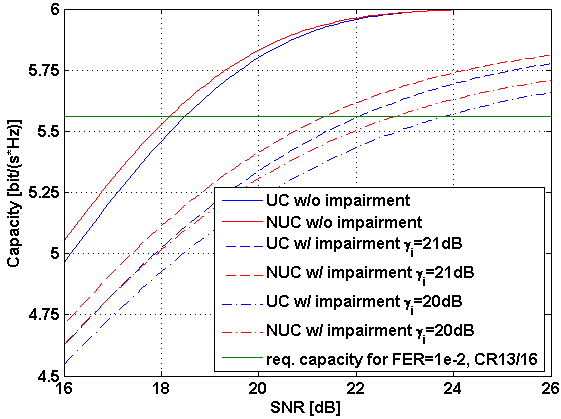 6
5.75
5.5
5.25
5
4.75
4.5
Capacity [bit/(s*Hz)]
UC w/o impairment
NUC w/o impairment
UC w/ impairment γi=21dB
NUC w/ impairment γi=21dB
UC w/ impairment γi=20dB
NUC w/ impairment γi=20dB
req. capacity for FER=1e-2, CR13/16
16 18 20 22 24 26
SNR [dB]